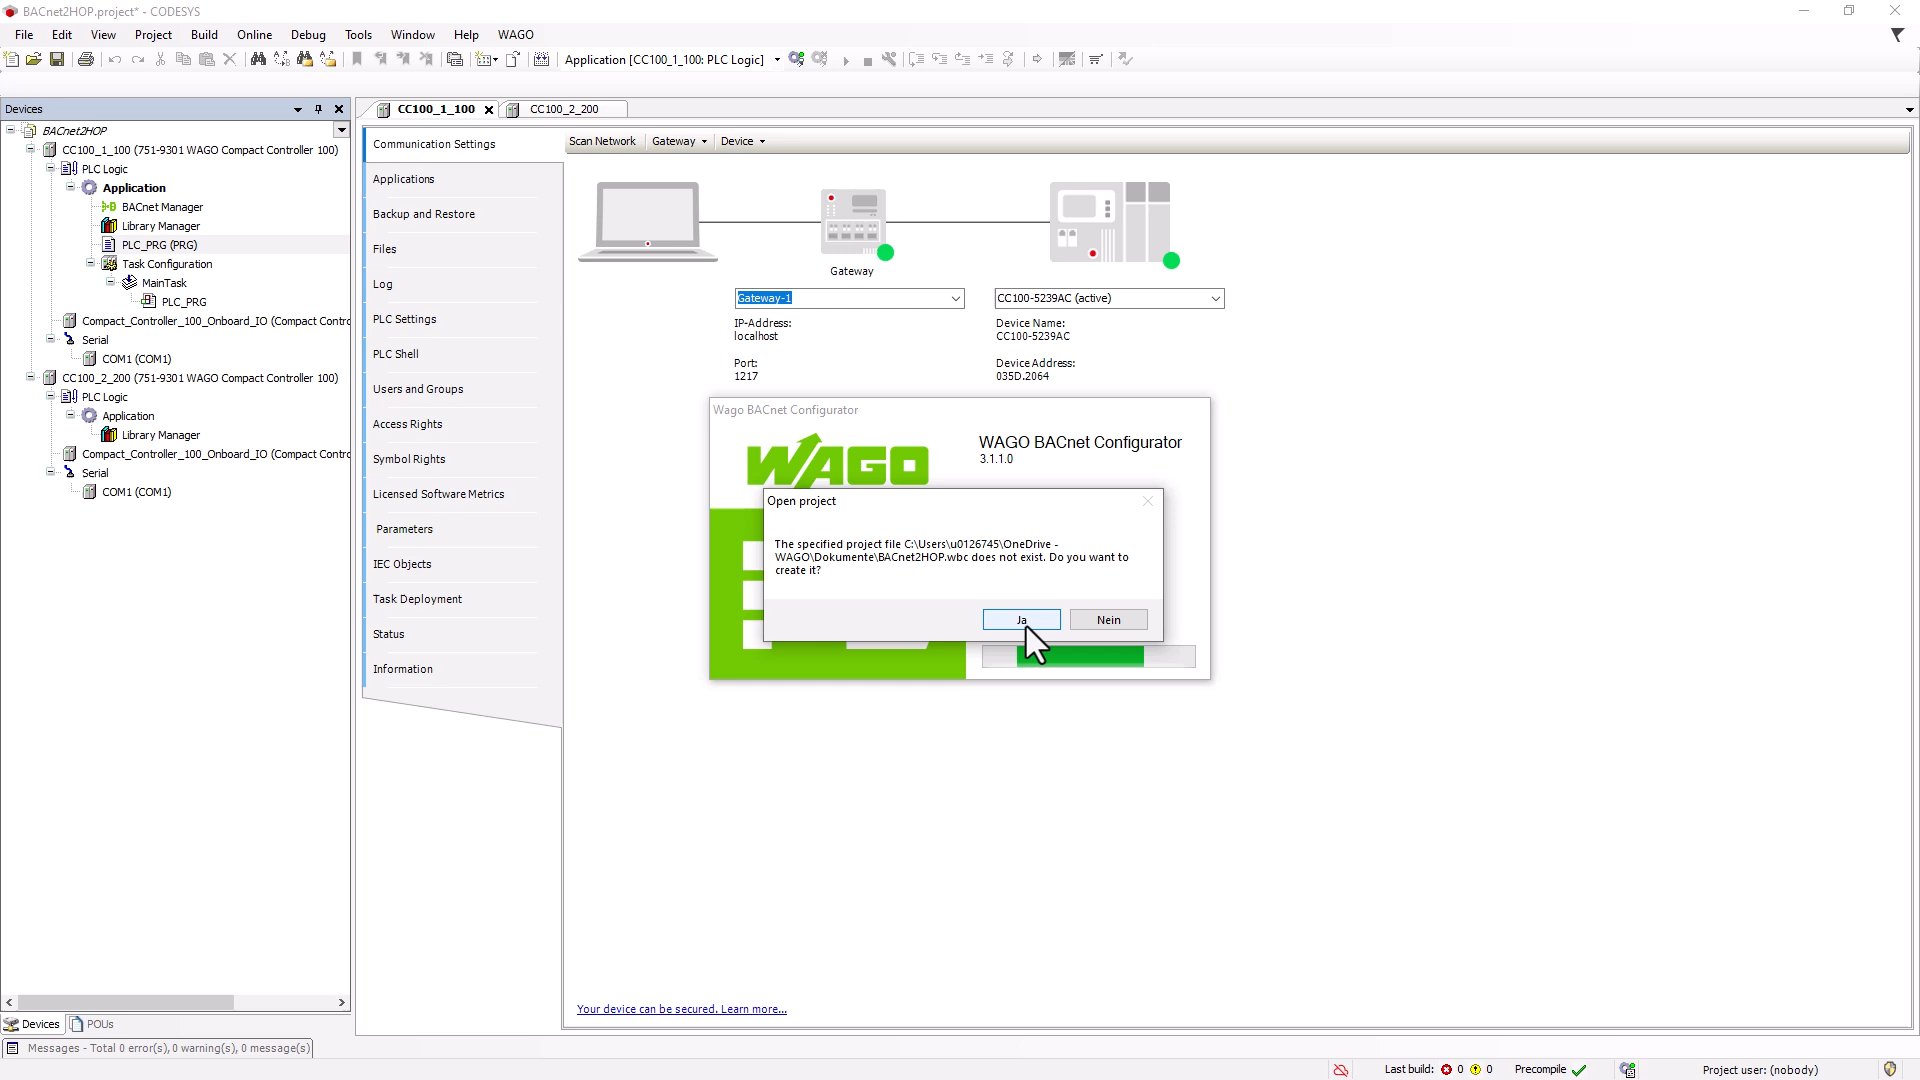 BACnet2HOP.project* - CODESYS
File Edit View Project Build Online Debug Tools Window Help WAGO
Application [CC100_1_100: PLC Logic]
Devices
CC100_1_100
CC100_2_200
BACnet2HOP
CC100_1_100 (751-9301 WAGO Compact Controller 100)
PLC Logic
Application
BACnet Manager
Library Manager
PLC_PRG (PRG)
Task Configuration
MainTask
PLC_PRG
Compact_Controller_100_Onboard_IO (Compact Contro
Serial
COM1 (COM1)
CC100_2_200 (751-9301 WAGO Compact Controller 100)
PLC Logic
Application
Library Manager
Compact_Controller_100_Onboard_IO (Compact Contro
Serial
COM1 (COM1)
Devices
POUs
Communication Settings
Applications
Backup and Restore
Files
Log
PLC Settings
PLC Shell
Users and Groups
Access Rights
Symbol Rights
Licensed Software Metrics
Parameters
IEC Objects
Task Deployment
Status
Information
Scan Network Gateway Device
Gateway
Gateway-1
IP-Address:
localhost
Port:
1217
CC100-5239AC (active)
Device Name:
CC100-5239AC
Device Address:
035D.2064
Wago BACnet Configurator
WAGO
WAGO BACnet Configurator
3.1.1.0
Open project
The specified project file C:\Users\u0126745\OneDrive -
WAGO\Dokumente\BACnet2HOP.wbc does not exist. Do you want to
create it?
Ja
Nein
Your device can be secured. Learn more...
Messages - Total 0 error(s), 0 warning(s), 0 message(s)
Last build: 0 0 Precompile
Project user: (nobody)